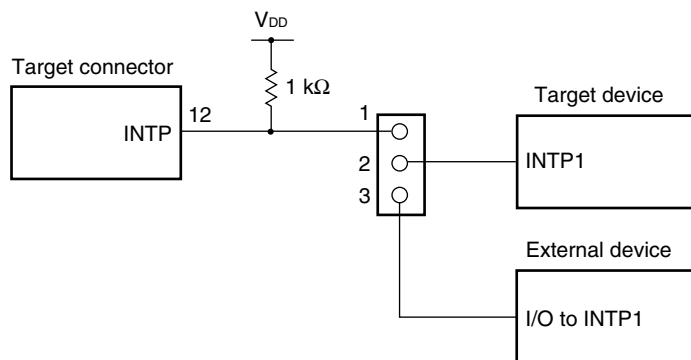 VDD
Target connector
1 kΩ
12
INTP
1
2
3
Target device
INTP1
External device
I/O to INTP1